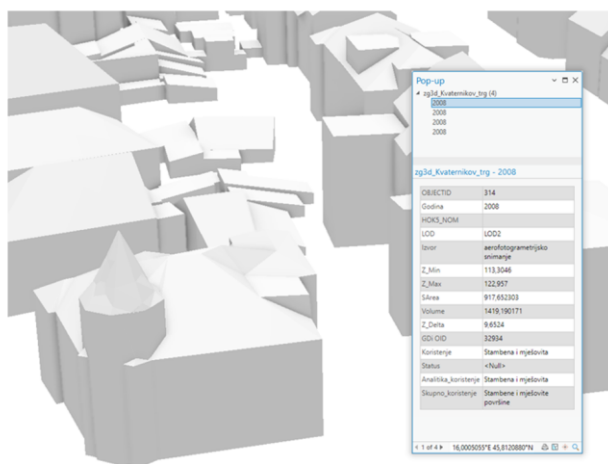 Pop-up
zg3d_Kvaternikov_trg (4)
2008
2008
2008
2008
zg3d_Kvaternikov_trg - 2008
OBJECTID 314
Godina 2008
HOK5_NOM
LOD LOD2
Izvor aerofotogrametrijsko
snimanje
Z_Min 113,3046
Z_Max 122,957
SArea 917,652303
Volume 1419,190171
Z_Delta 9,6524
GDi OID 32934
Koristenje Stambena i mješovita
Status <Null>
Analitika_koristenje Stambena i mješovita
Skupno_koristenje Stambene i mješovite
površine
1 of 4 16,0005055°E 45,8120880°N